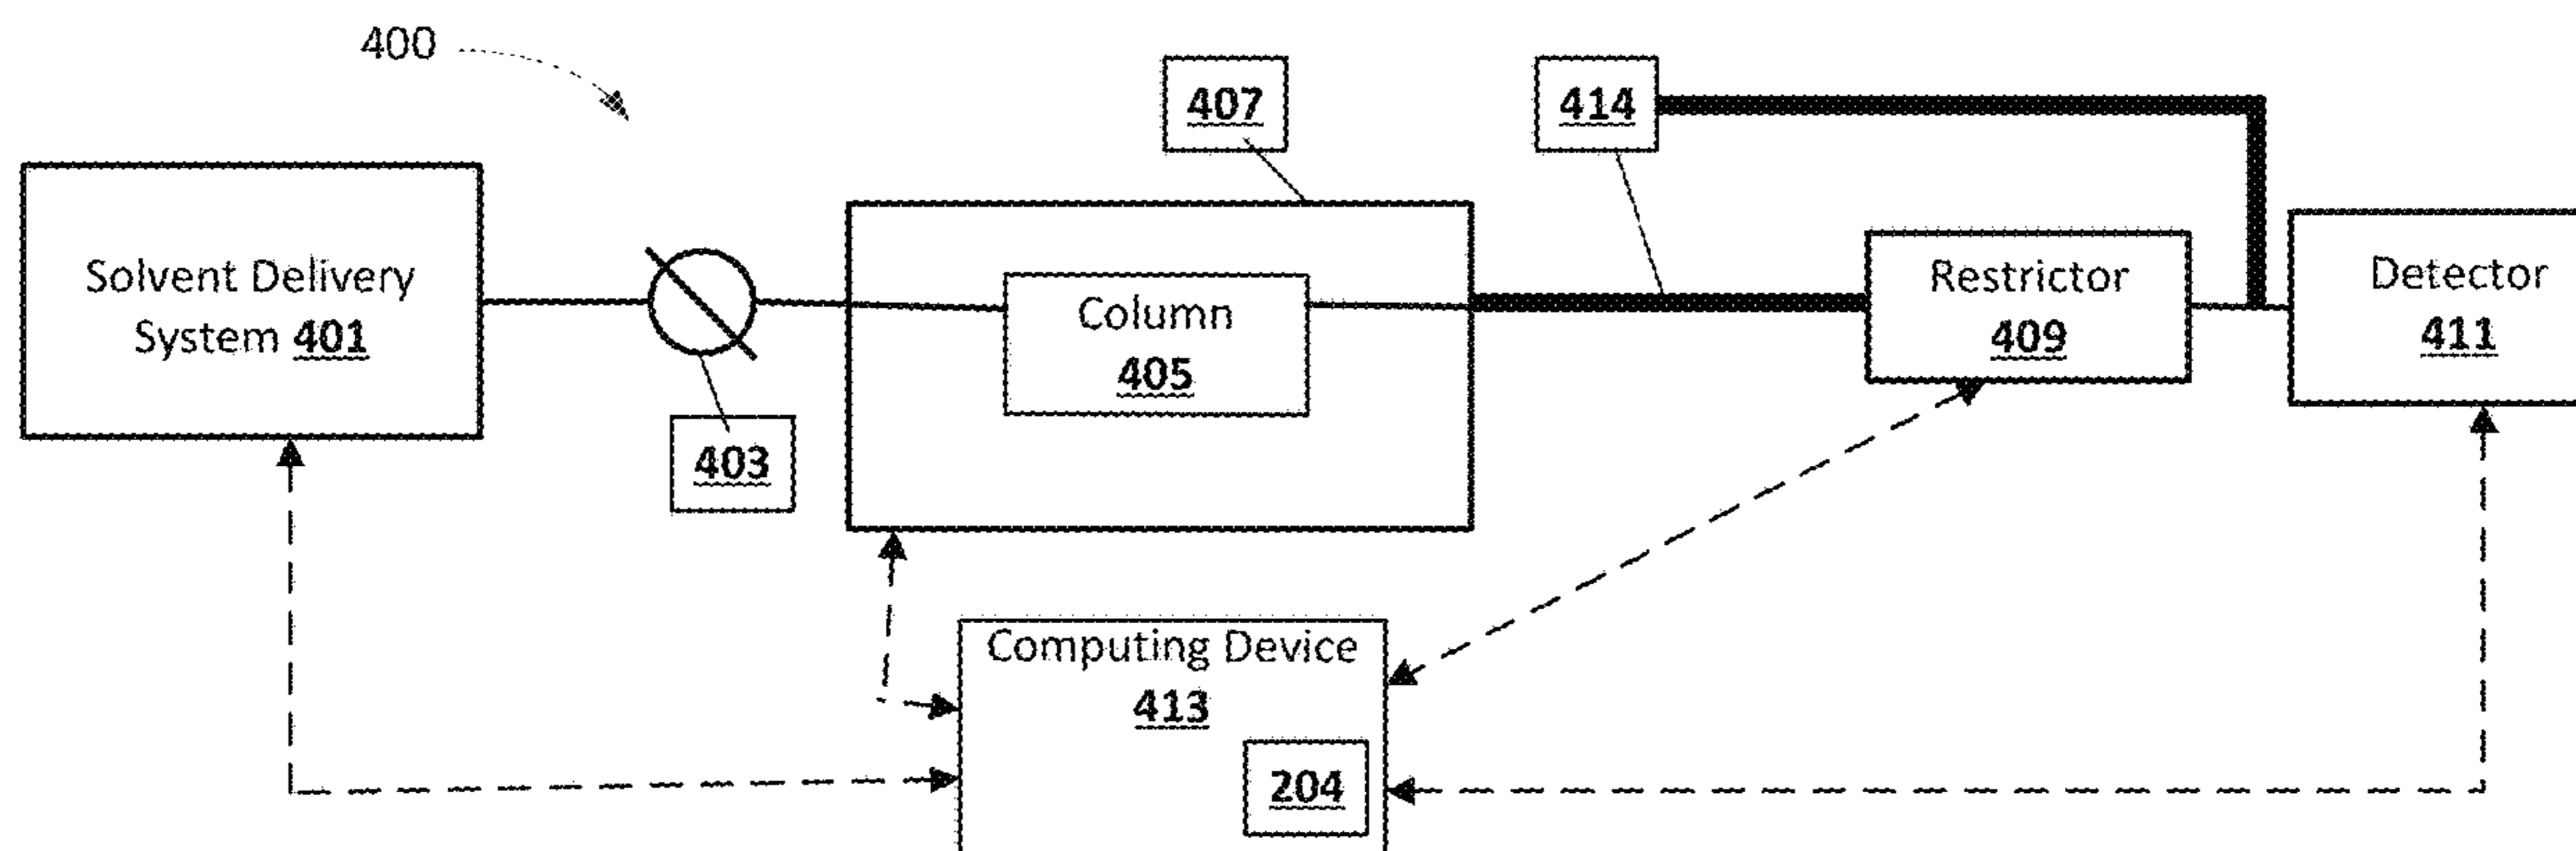 400
407
414
Solvent Delivery
System 401
Column
405
Restrictor
409
Detector
411
403
Computing Device
413
204